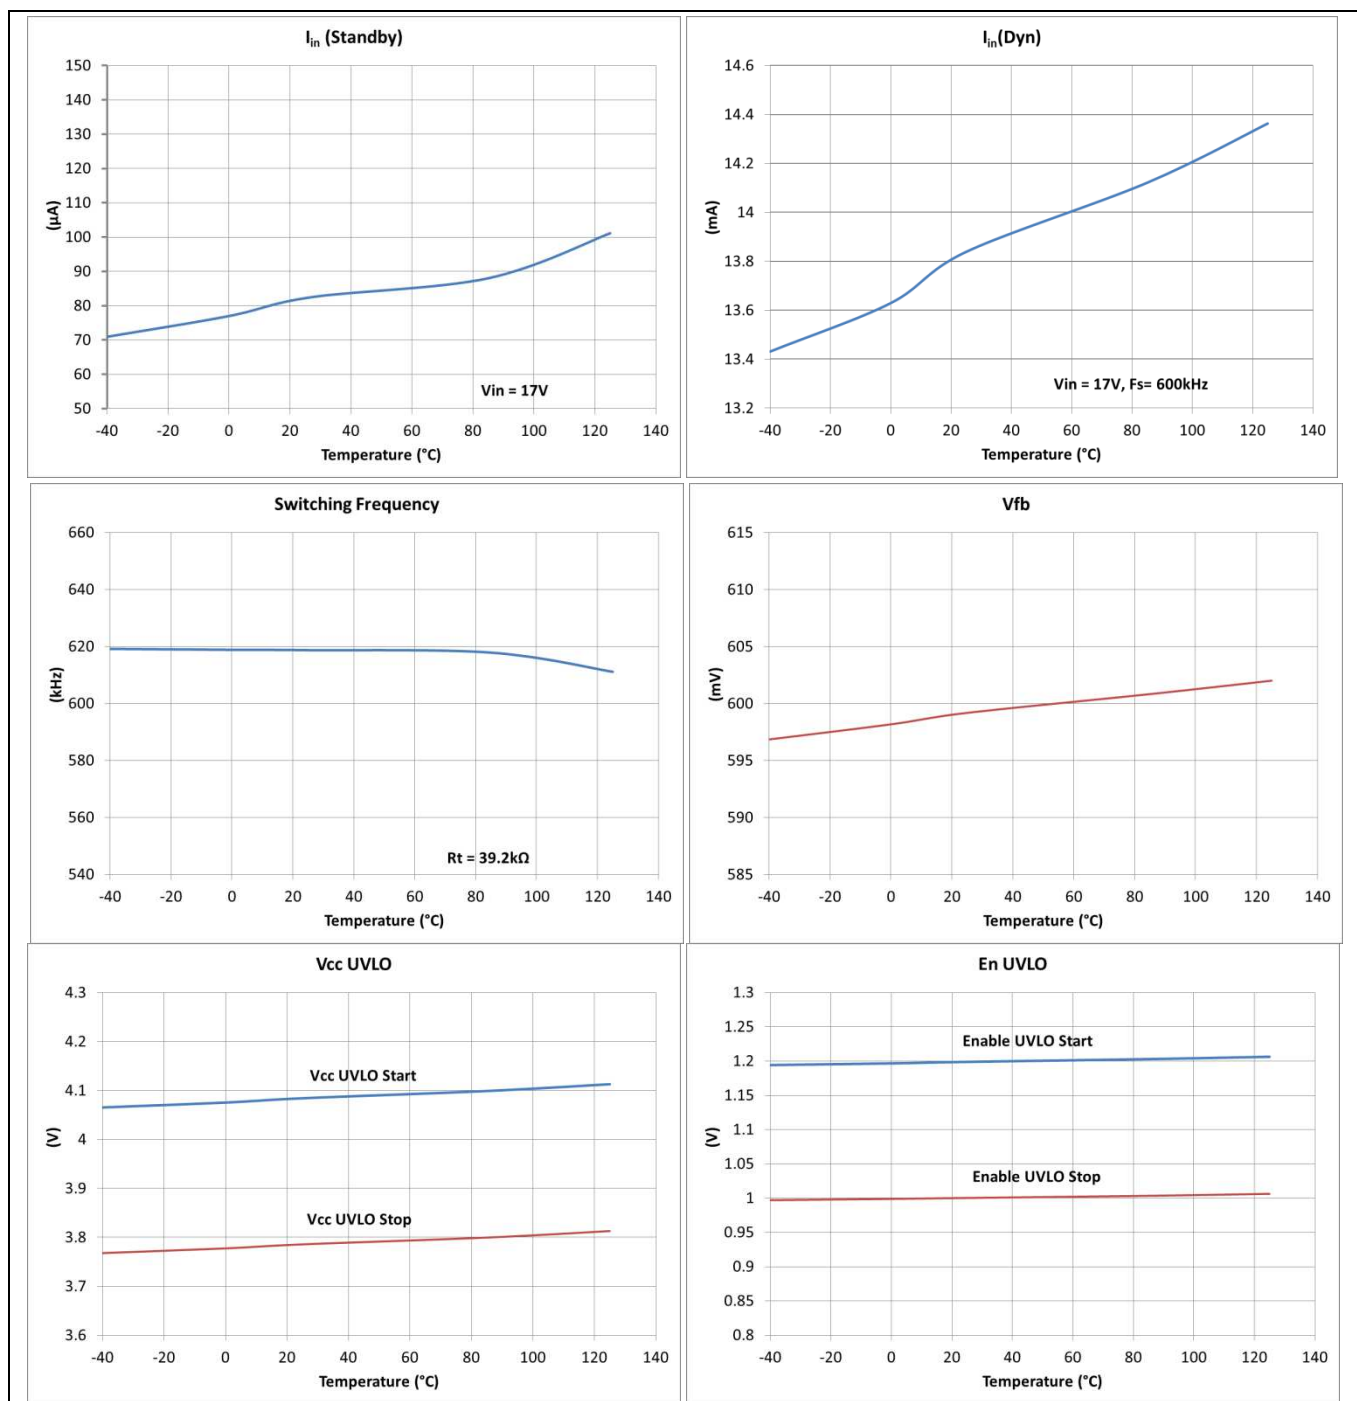 I_in (Standby)
150
140
130
120
110
100
90
80
70
60
50
(µA)
Vin = 17V
-40 -20 0 20 40 60 80 100 120 140
Temperature (°C)
I_in(Dyn)
14.6
14.4
14.2
14
13.8
13.6
13.4
13.2
(mA)
Vin = 17V, Fs= 600kHz
-40 -20 0 20 40 60 80 100 120 140
Temperature (°C)
Switching Frequency
660
640
620
600
580
560
540
(kHz)
Rt = 39.2kΩ
-40 -20 0 20 40 60 80 100 120 140
Temperature (°C)
Vfb
615
610
605
600
595
590
585
(mV)
-40 -20 0 20 40 60 80 100 120 140
Temperature (°C)
Vcc UVLO
4.3
4.2
4.1
4
3.9
3.8
3.7
3.6
(V)
Vcc UVLO Start
Vcc UVLO Stop
-40 -20 0 20 40 60 80 100 120 140
Temperature (°C)
En UVLO
1.3
1.25
1.2
1.15
1.1
1.05
1
0.95
0.9
0.85
0.8
(V)
Enable UVLO Start
Enable UVLO Stop
-40 -20 0 20 40 60 80 100 120 140
Temperature (°C)